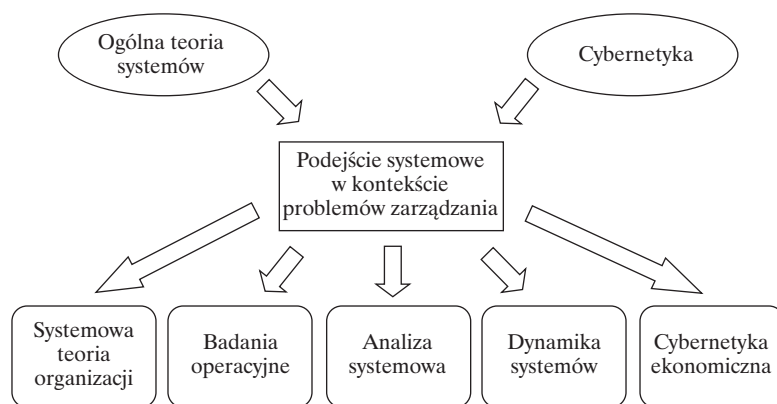 Ogólna teoria
systemów
Cybernetyka
Podejście systemowe
w kontekście
problemów zarządzania
Systemowa
teoria
organizacji
Badania
operacyjne
Analiza
systemowa
Dynamika
systemów
Cybernetyka
ekonomiczna